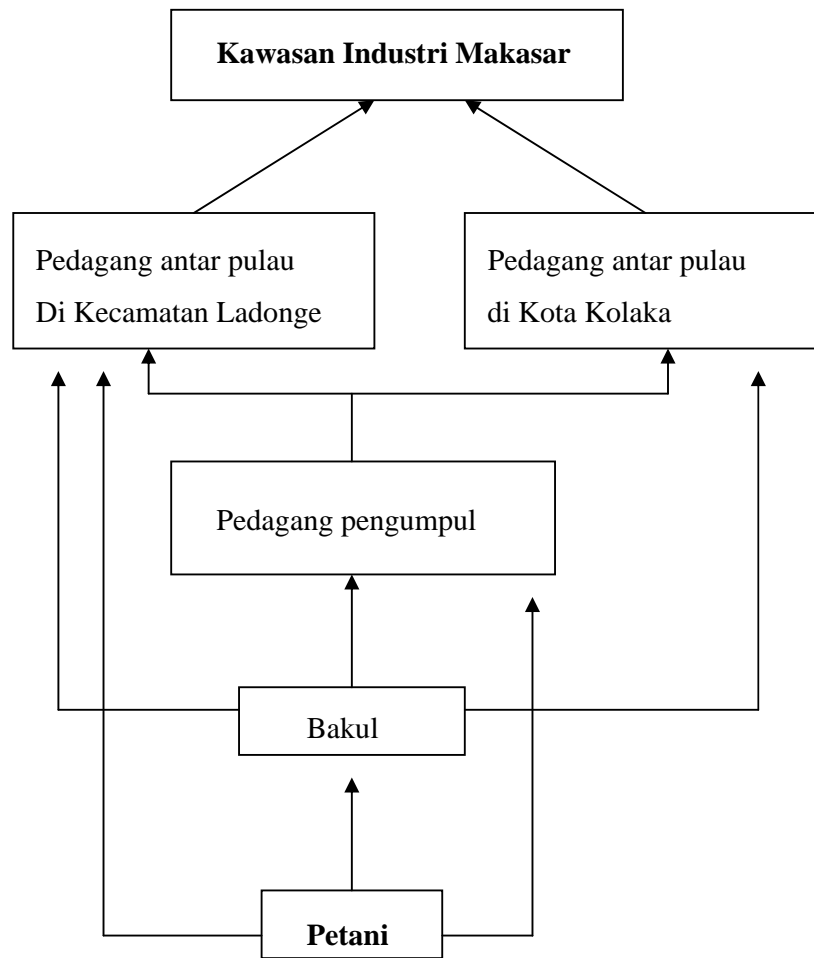 Kawasan Industri Makasar
Pedagang antar pulau
Di Kecamatan Ladonge
Pedagang antar pulau
di Kota Kolaka
Pedagang pengumpul
Bakul
Petani